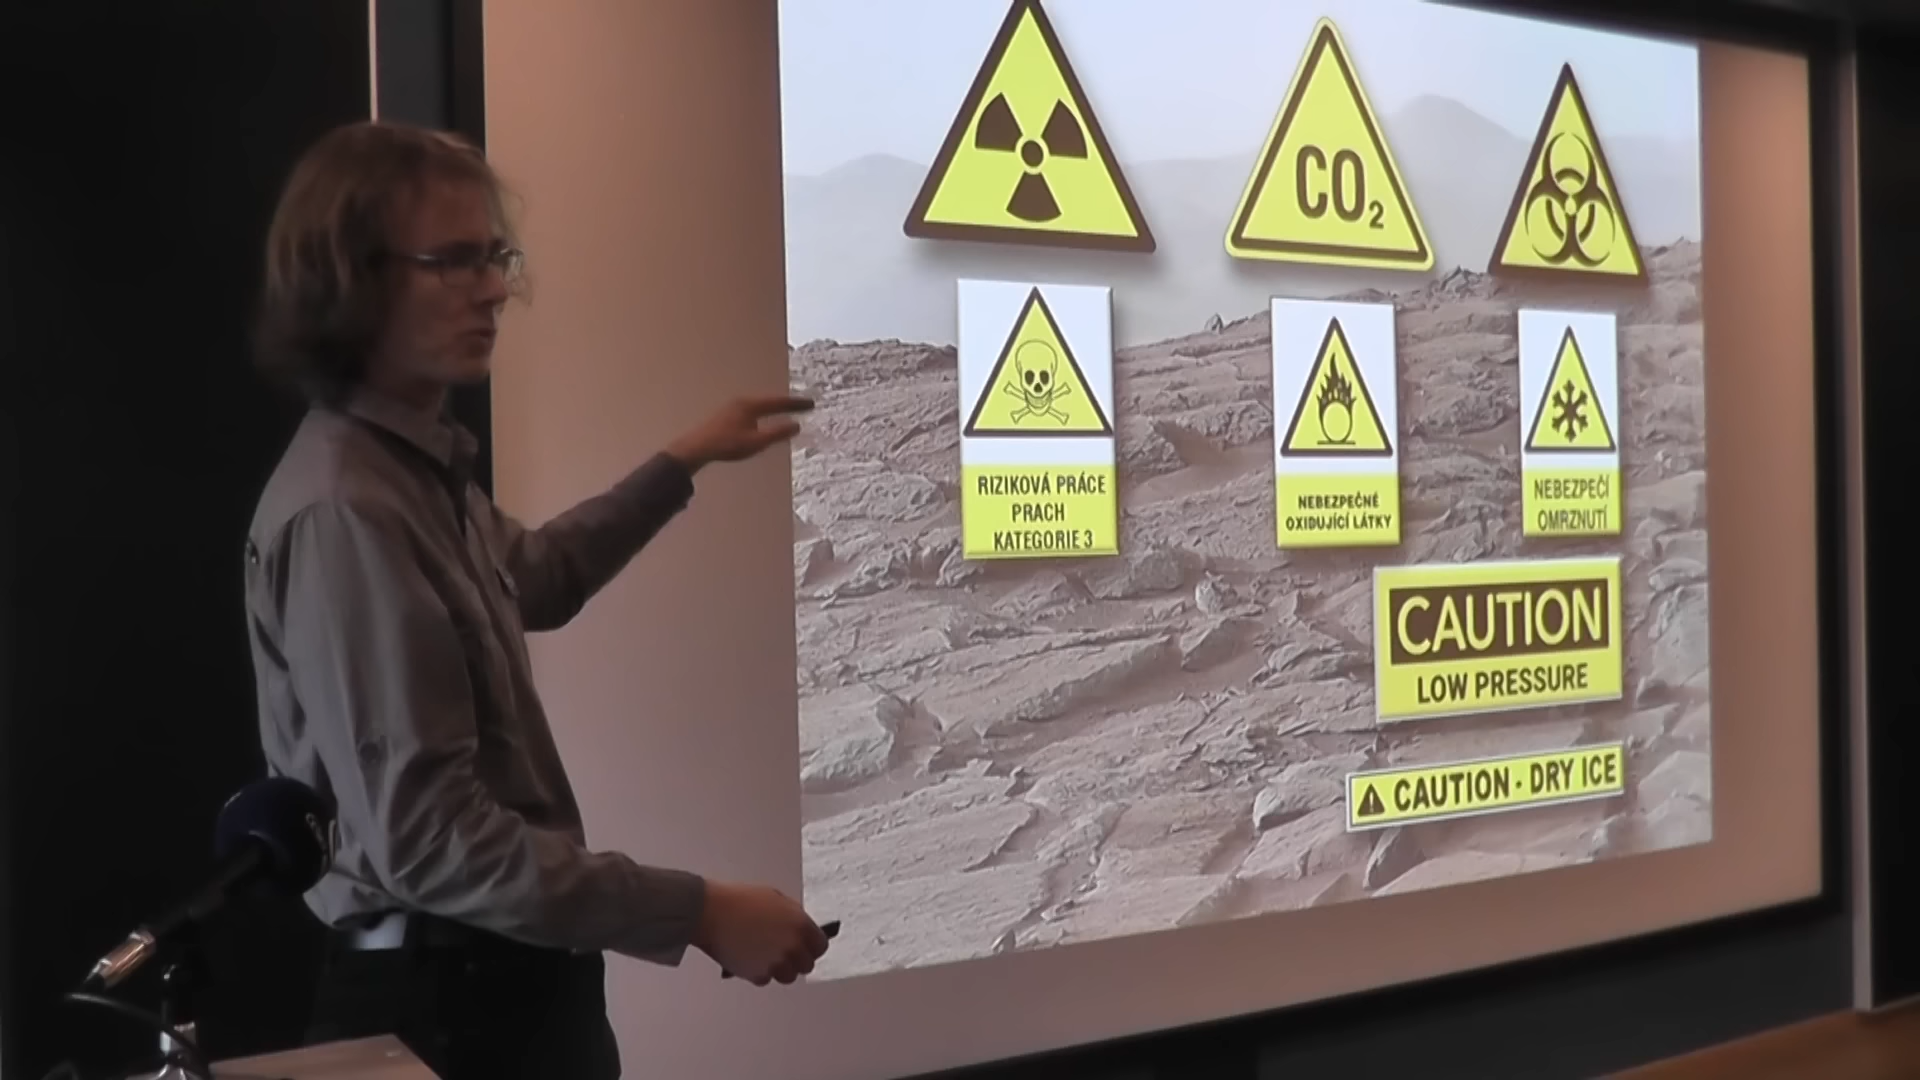 CO₂
RIZIKOVÁ PRÁCE
PRACH
KATEGORIE 3
NEBEZPEČNÉ
OXIDUJÍCÍ LÁTKY
NEBEZPEČÍ
OMRZNUTÍ
CAUTION
LOW PRESSURE
CAUTION · DRY ICE